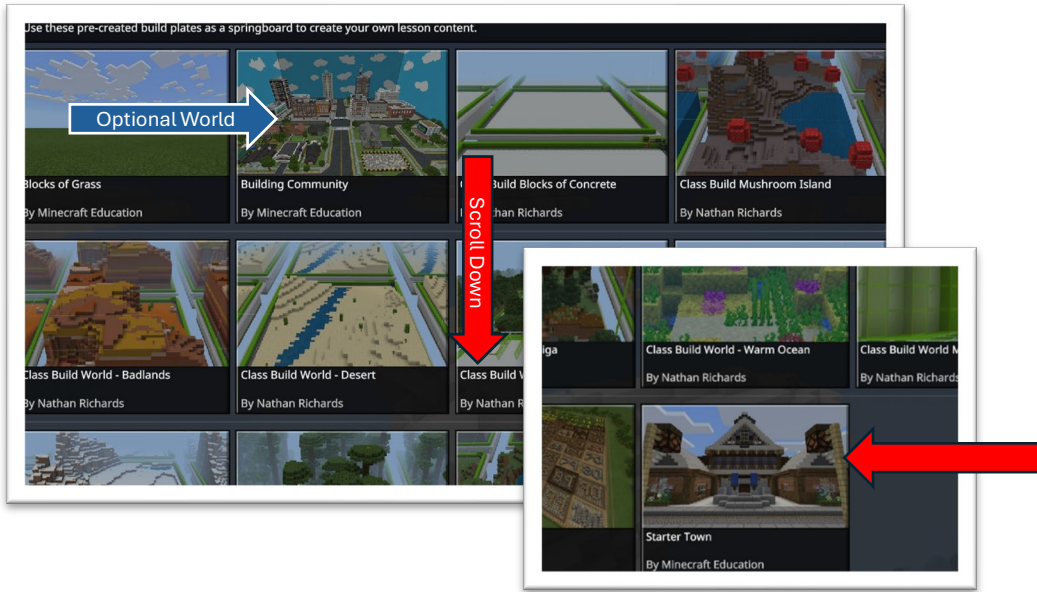 Use these pre-created build plates as a springboard to create your own lesson content.
Optional World
Blocks of Grass
By Minecraft Education
Building Community
By Minecraft Education
Build Blocks of Concrete
than Richards
Class Build Mushroom Island
By Nathan Richards
Scroll Down
Class Build World - Badlands
By Nathan Richards
Class Build World - Desert
By Nathan Richards
Class Build
By Nathan
iga
Class Build World - Warm Ocean
By Nathan Richards
Class Build World M
By Nathan Richards
Starter Town
By Minecraft Education